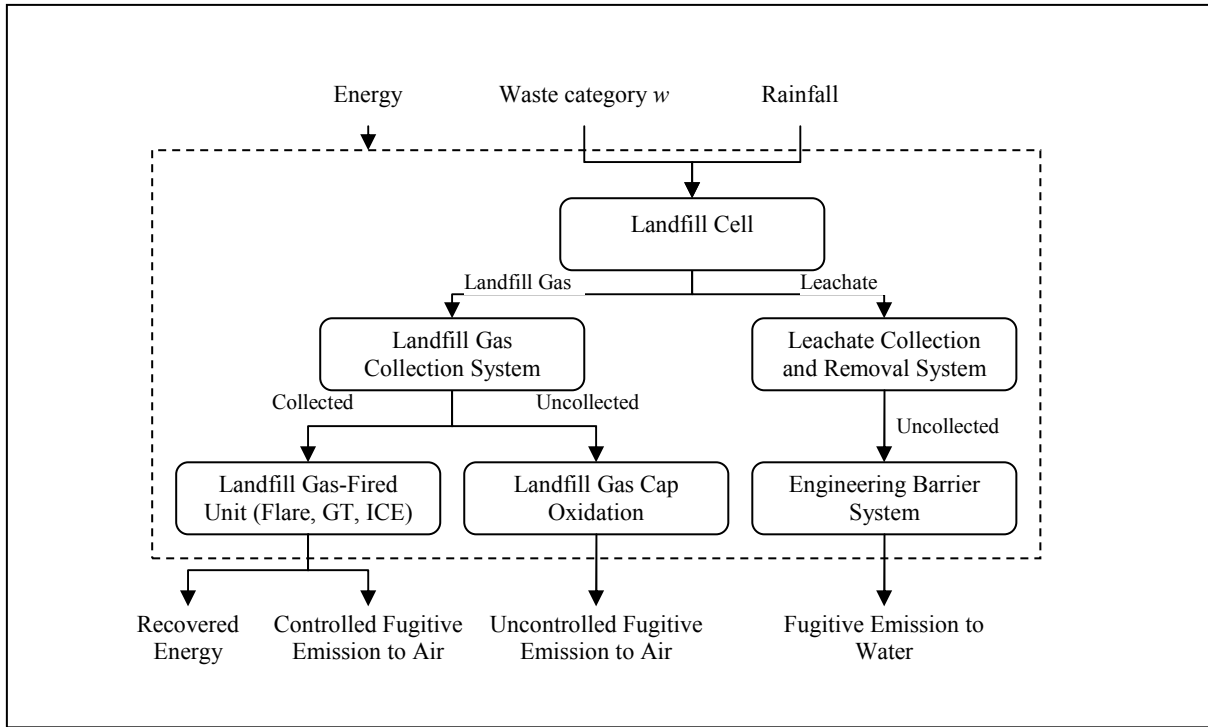 Energy
Waste category w
Rainfall
Landfill Cell
Landfill Gas
Leachate
Landfill Gas
Collection System
Leachate Collection
and Removal System
Collected
Uncollected
Uncollected
Landfill Gas-Fired
Unit (Flare, GT, ICE)
Landfill Gas Cap
Oxidation
Engineering Barrier
System
Recovered
Energy
Controlled Fugitive
Emission to Air
Uncontrolled Fugitive
Emission to Air
Fugitive Emission to
Water